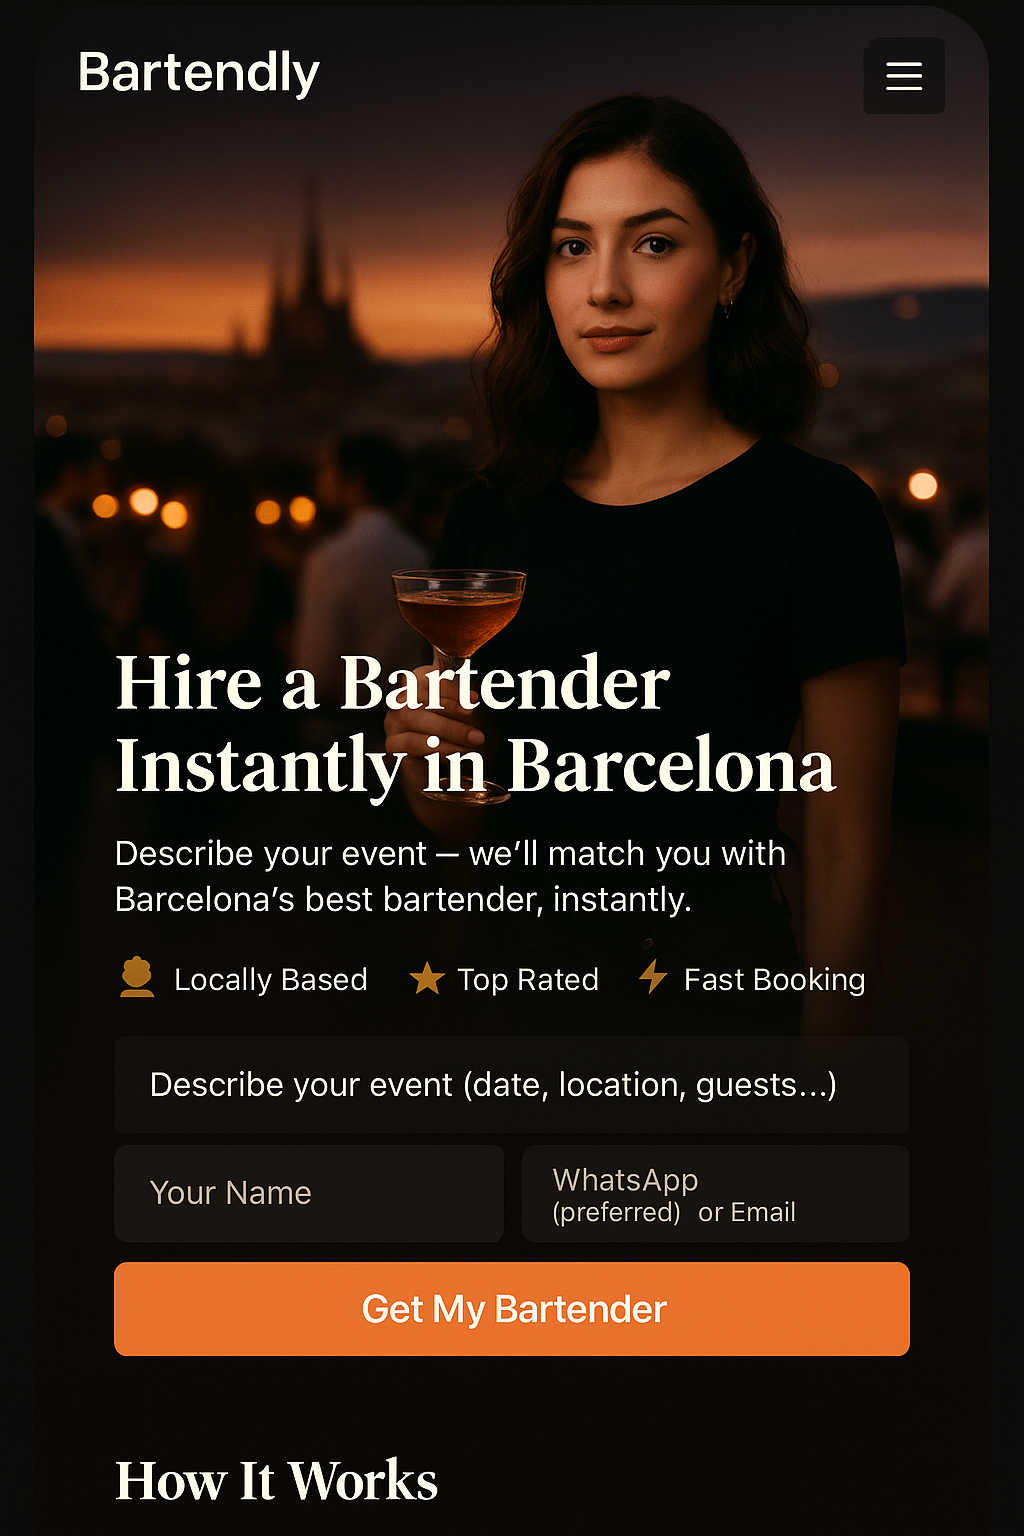 Bartendly
Hire a Bartender
Instantly in Barcelona
Describe your event – we’ll match you with
Barcelona’s best bartender, instantly.
Locally Based
Top Rated
Fast Booking
Describe your event (date, location, guests...)
Your Name
WhatsApp
(preferred) or Email
Get My Bartender
How It Works